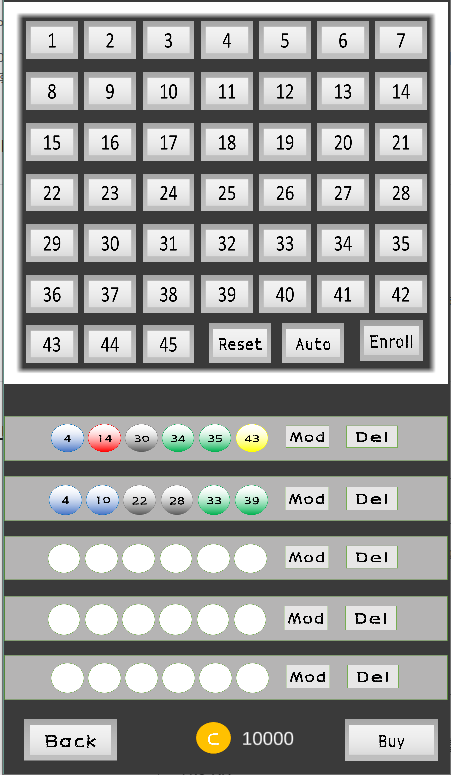 1 2 3 4 5 6 7
8 9 10 11 12 13 14
15 16 17 18 19 20 21
22 23 24 25 26 27 28
29 30 31 32 33 34 35
36 37 38 39 40 41 42
43 44 45 Reset Auto Enroll
4 14 30 34 35 43 Mod Del
4 10 22 28 33 39 Mod Del
Mod Del
Mod Del
Mod Del
Back C 10000 Buy